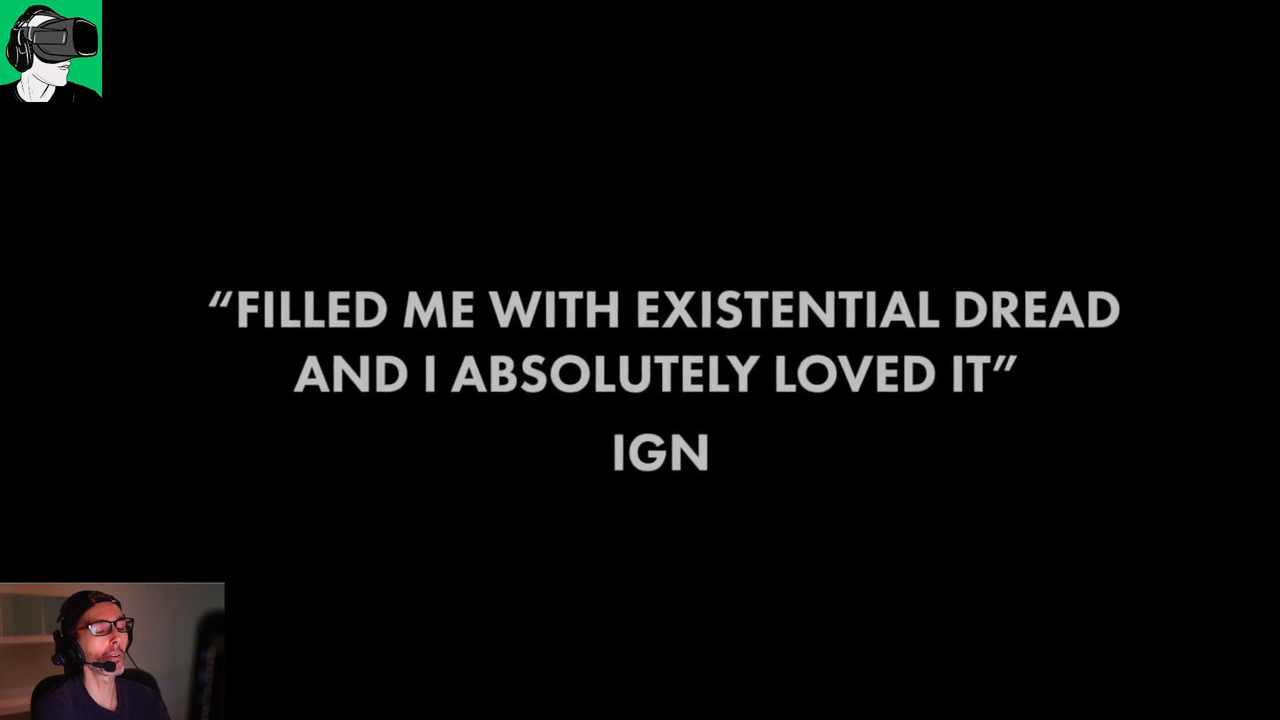 “FILLED ME WITH EXISTENTIAL DREAD
AND I ABSOLUTELY LOVED IT”
IGN